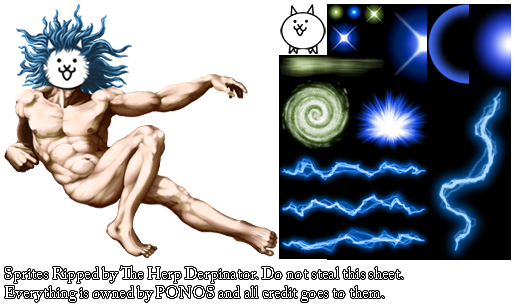 Sprites Ripped by The Herp Derpinator. Do not steal this sheet.
Everything is owned by PONOS and all credit goes to them.